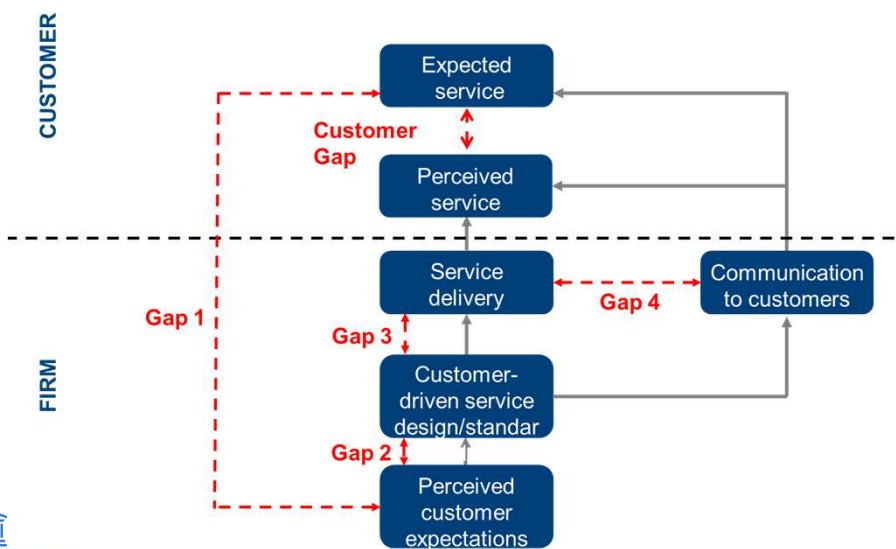 CUSTOMER
Expected
service
Customer
Gap
Perceived
service
Service
delivery
Communication
to customers
Gap 4
Gap 1
Gap 3
FIRM
Customer-
driven service
design/standar
Gap 2
Perceived
customer
expectations